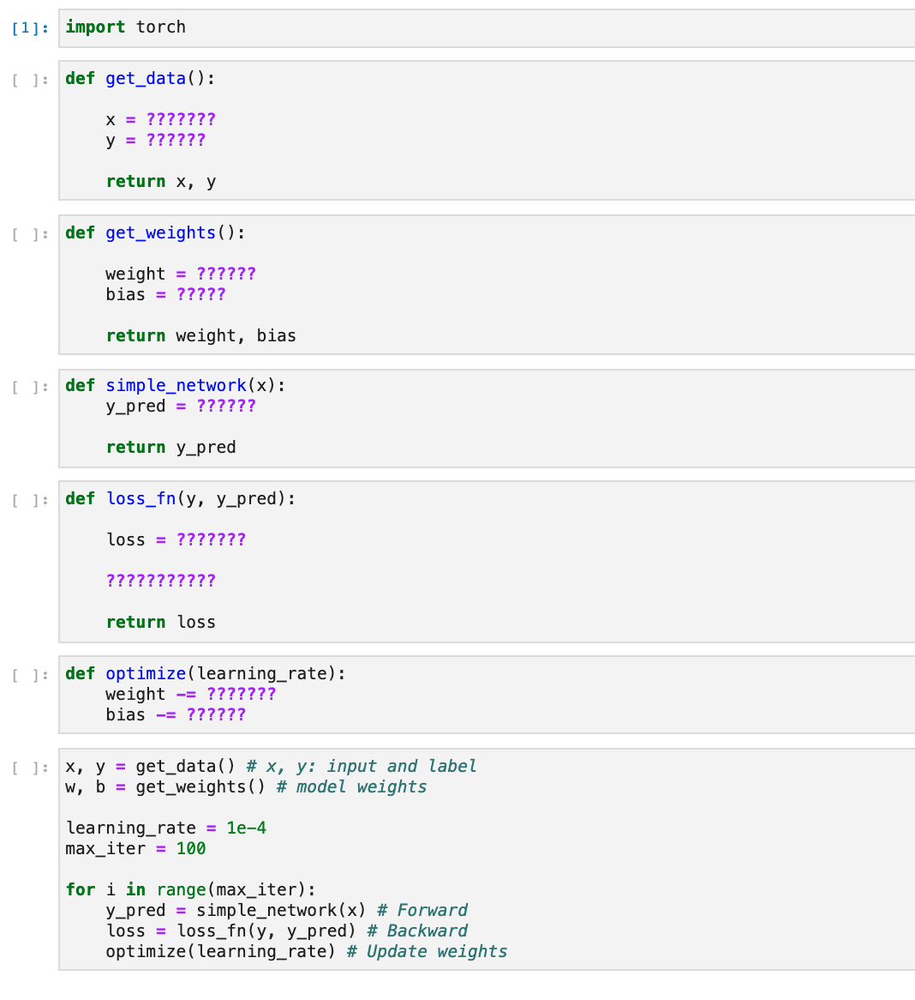 [1]: import torch
[ ]: def get_data():
x = ???????
y = ??????
return x, y
[ ]: def get_weights():
weight = ??????
bias = ?????
return weight, bias
[ ]: def simple_network(x):
y_pred = ??????
return y_pred
[ ]: def loss_fn(y, y_pred):
loss = ???????
???????????
return loss
[ ]: def optimize(learning_rate):
weight -= ???????
bias -= ??????
[ ]: x, y = get_data() # x, y: input and label
w, b = get_weights() # model weights
learning_rate = 1e-4
max_iter = 100
for i in range(max_iter):
y_pred = simple_network(x) # Forward
loss = loss_fn(y, y_pred) # Backward
optimize(learning_rate) # Update weights